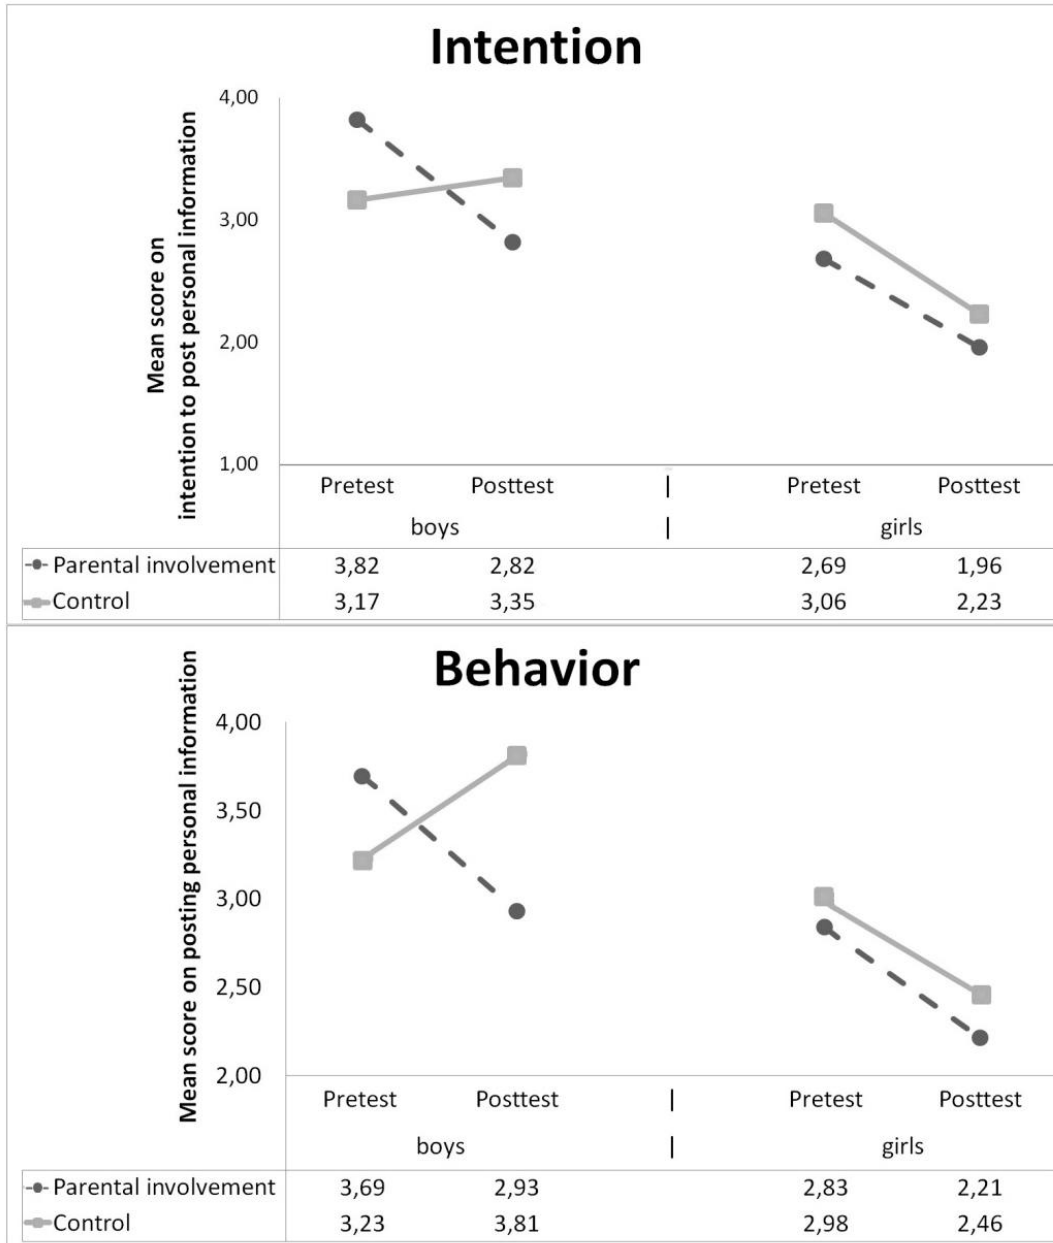 Intention
Mean score on
intention to post personal information
4,00
3,00
2,00
1,00
Pretest Posttest | Pretest Posttest
boys | girls
Parental involvement 3,82 2,82 2,69 1,96
Control 3,17 3,35 3,06 2,23
Behavior
Mean score on posting personal information
4,00
3,50
3,00
2,50
2,00
Pretest Posttest | Pretest Posttest
boys | girls
Parental involvement 3,69 2,93 2,83 2,21
Control 3,23 3,81 2,98 2,46